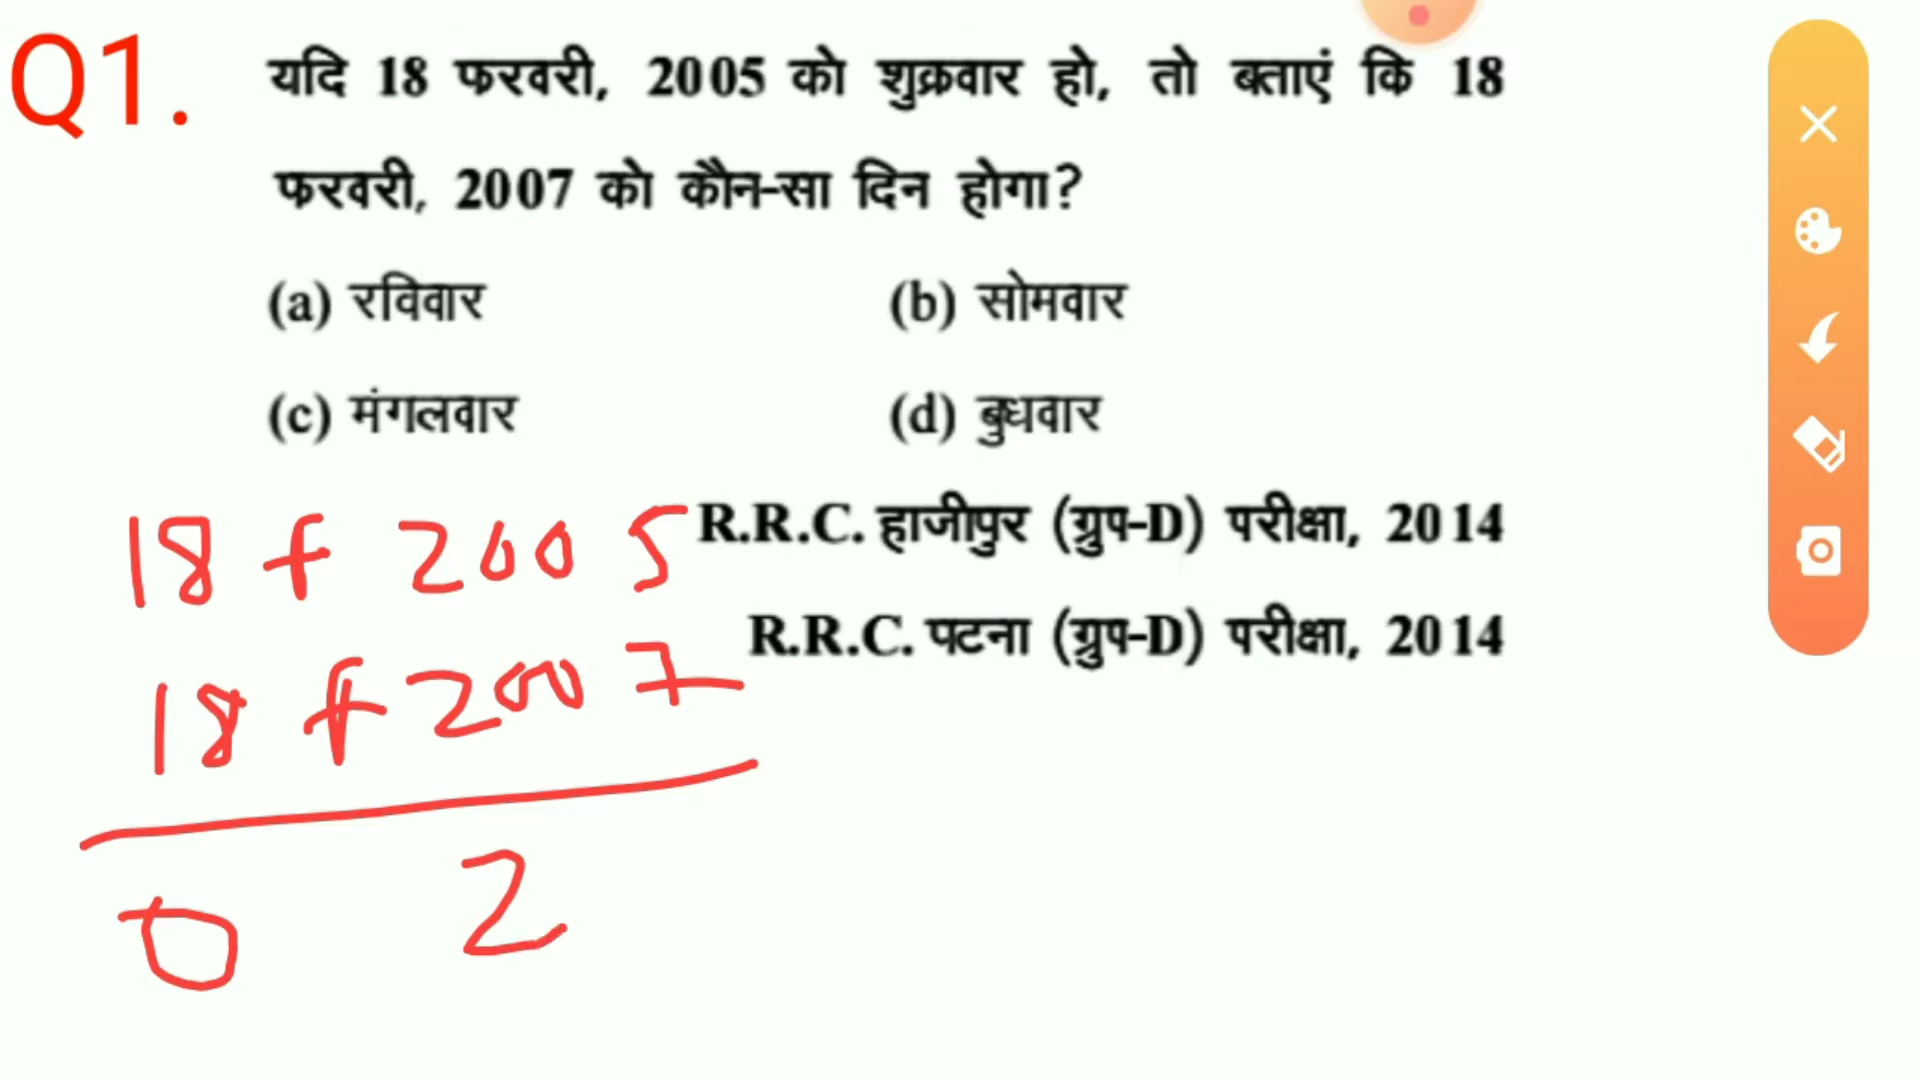 Q1. यदि 18 फरवरी, 2005 को शुक्रवार हो, तो बताएं कि 18
फरवरी, 2007 को कौन-सा दिन होगा?
(a) रविवार (b) सोमवार
(c) मंगलवार (d) बुधवार
R.R.C. हाजीपुर (ग्रुप-D) परीक्षा, 2014
R.R.C. पटना (ग्रुप-D) परीक्षा, 2014
18 f 2005
18 f 2007
0 2